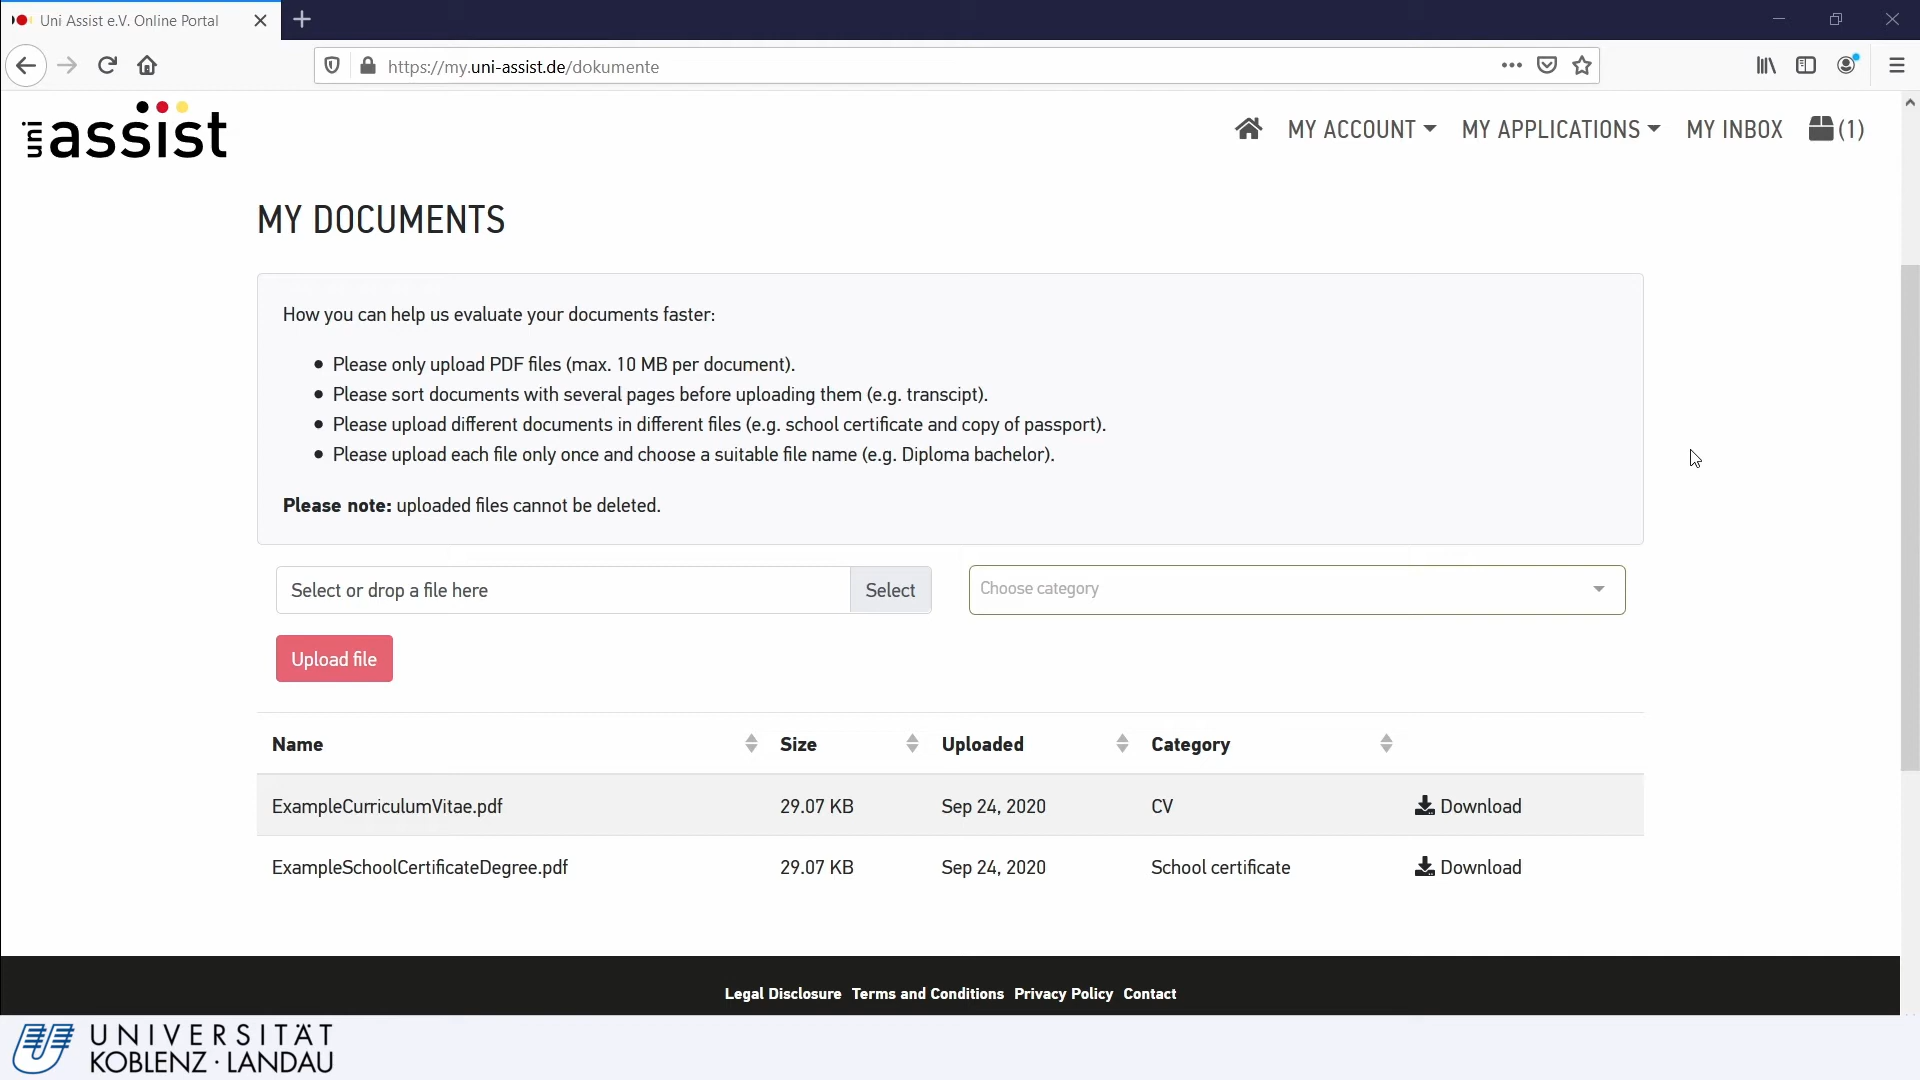 Uni Assist e.V. Online Portal
https://my.uni-assist.de/dokumente
uni assist
MY ACCOUNT
MY APPLICATIONS
MY INBOX
(1)
MY DOCUMENTS
How you can help us evaluate your documents faster:
Please only upload PDF files (max. 10 MB per document).
Please sort documents with several pages before uploading them (e.g. transcipt).
Please upload different documents in different files (e.g. school certificate and copy of passport).
Please upload each file only once and choose a suitable file name (e.g. Diploma bachelor).
Please note: uploaded files cannot be deleted.
Select or drop a file here
Select
Choose category
Upload file
Name Size Uploaded Category
ExampleCurriculumVitae.pdf 29.07 KB Sep 24, 2020 CV Download
ExampleSchoolCertificateDegree.pdf 29.07 KB Sep 24, 2020 School certificate Download
Legal Disclosure Terms and Conditions Privacy Policy Contact
UNIVERSITÄT
KOBLENZ · LANDAU